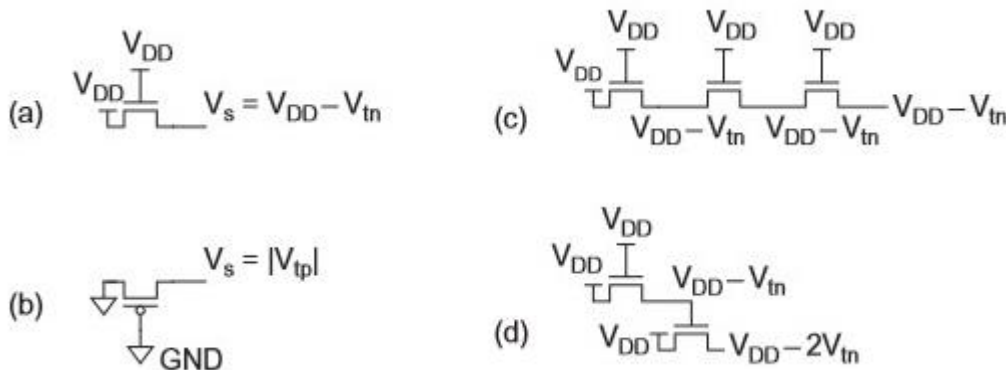 (a)
V_DD
V_DD
V_s = V_DD – V_tn
(b)
V_s = |V_tp|
GND
(c)
V_DD V_DD V_DD
V_DD
V_DD – V_tn V_DD – V_tn V_DD – V_tn
(d)
V_DD
V_DD
V_DD – V_tn
V_DD V_DD – 2V_tn